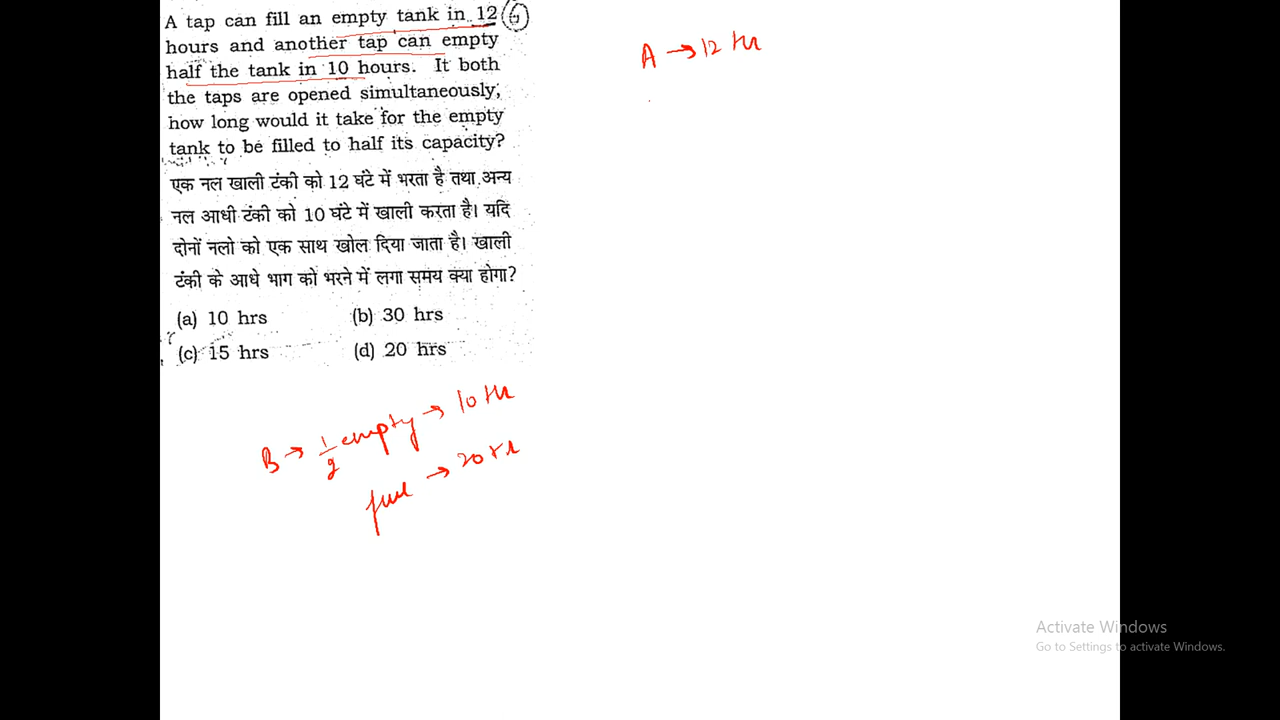 A tap can fill an empty tank in 12 (6)
hours and another tap can empty
half the tank in 10 hours. It both
the taps are opened simultaneously,
how long would it take for the empty
tank to be filled to half its capacity?
एक नल खाली टंकी को 12 घंटे में भरता है तथा अन्य
नल आधी टंकी को 10 घंटे में खाली करता है। यदि
दोनों नलो को एक साथ खोल दिया जाता है। खाली
टंकी के आधे भाग को भरने में लगा समय क्या होगा?
(a) 10 hrs (b) 30 hrs
(c) 15 hrs (d) 20 hrs
A → 12 Hr
B → 1/2 empty → 10 Hr
full → 20 Hr
Activate Windows
Go to Settings to activate Windows.